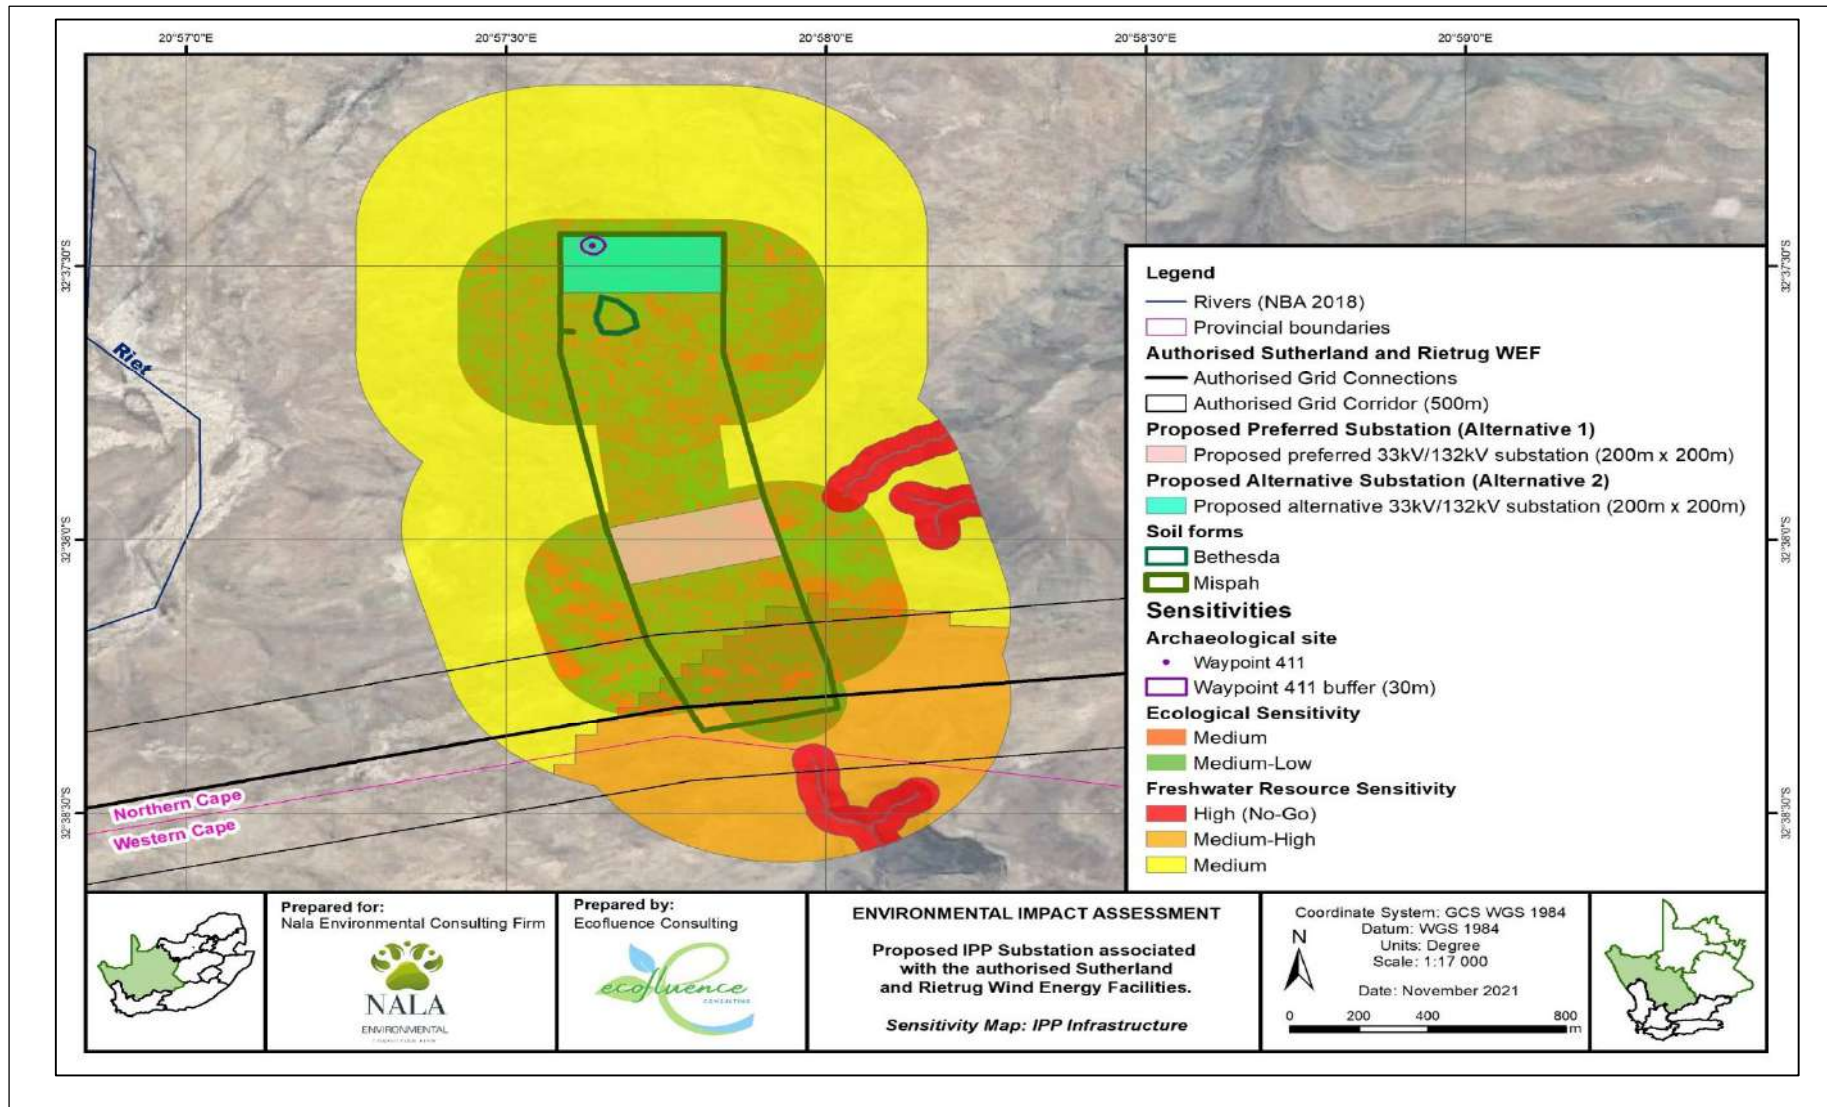 20°57'0"E
20°57'30"E
20°58'0"E
20°58'30"E
20°59'0"E
32°37'30"S
32°38'0"S
32°38'30"S
32°37'30"S
32°38'0"S
32°38'30"S
Riet
Northern Cape
Western Cape
Legend
Rivers (NBA 2018)
Provincial boundaries
Authorised Sutherland and Rietrug WEF
Authorised Grid Connections
Authorised Grid Corridor (500m)
Proposed Preferred Substation (Alternative 1)
Proposed preferred 33kV/132kV substation (200m x 200m)
Proposed Alternative Substation (Alternative 2)
Proposed alternative 33kV/132kV substation (200m x 200m)
Soil forms
Bethesda
Mispah
Sensitivities
Archaeological site
Waypoint 411
Waypoint 411 buffer (30m)
Ecological Sensitivity
Medium
Medium-Low
Freshwater Resource Sensitivity
High (No-Go)
Medium-High
Medium
Prepared for:
Nala Environmental Consulting Firm
NALA
ENVIRONMENTAL
Prepared by:
Ecofluence Consulting
ecofluence
CONSULTING
ENVIRONMENTAL IMPACT ASSESSMENT
Proposed IPP Substation associated
with the authorised Sutherland
and Rietrug Wind Energy Facilities.
Sensitivity Map: IPP Infrastructure
Coordinate System: GCS WGS 1984
Datum: WGS 1984
Units: Degree
Scale: 1:17 000
Date: November 2021
N
0 200 400 800
m